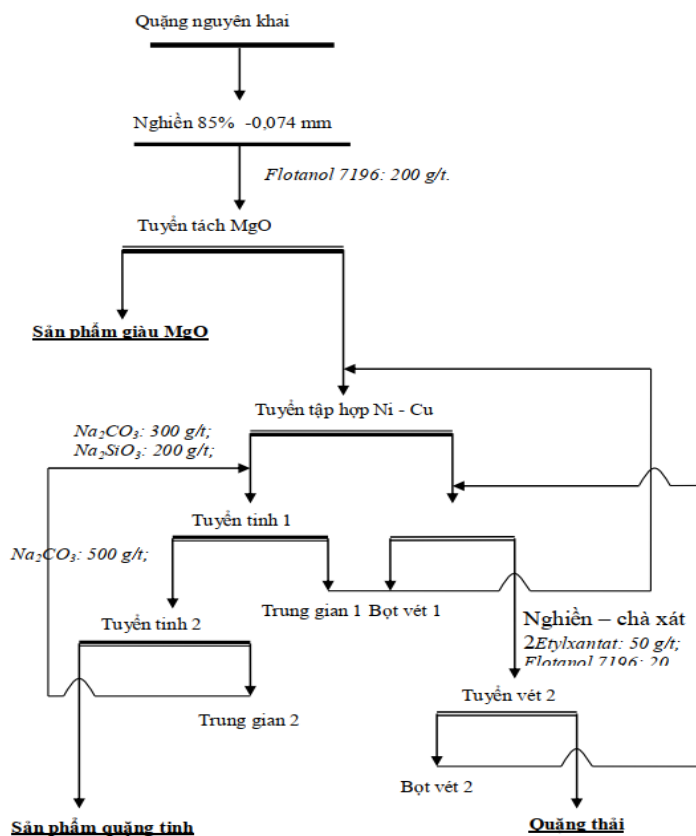 Quặng nguyên khai
Nghiền 85% -0,074 mm
Flotanol 7196: 200 g/t.
Tuyển tách MgO
Sản phẩm giàu MgO
Tuyển tập hợp Ni - Cu
Na₂CO₃: 300 g/t;
Na₂SiO₃: 200 g/t;
Tuyển tinh 1
Na₂CO₃: 500 g/t;
Trung gian 1 Bọt vét 1
Tuyển tinh 2
Nghiền – chà xát
2Etylxantat: 50 g/t;
Flotanol 7196: 20
Tuyển vét 2
Trung gian 2
Bọt vét 2
Sản phẩm quặng tinh
Quặng thải